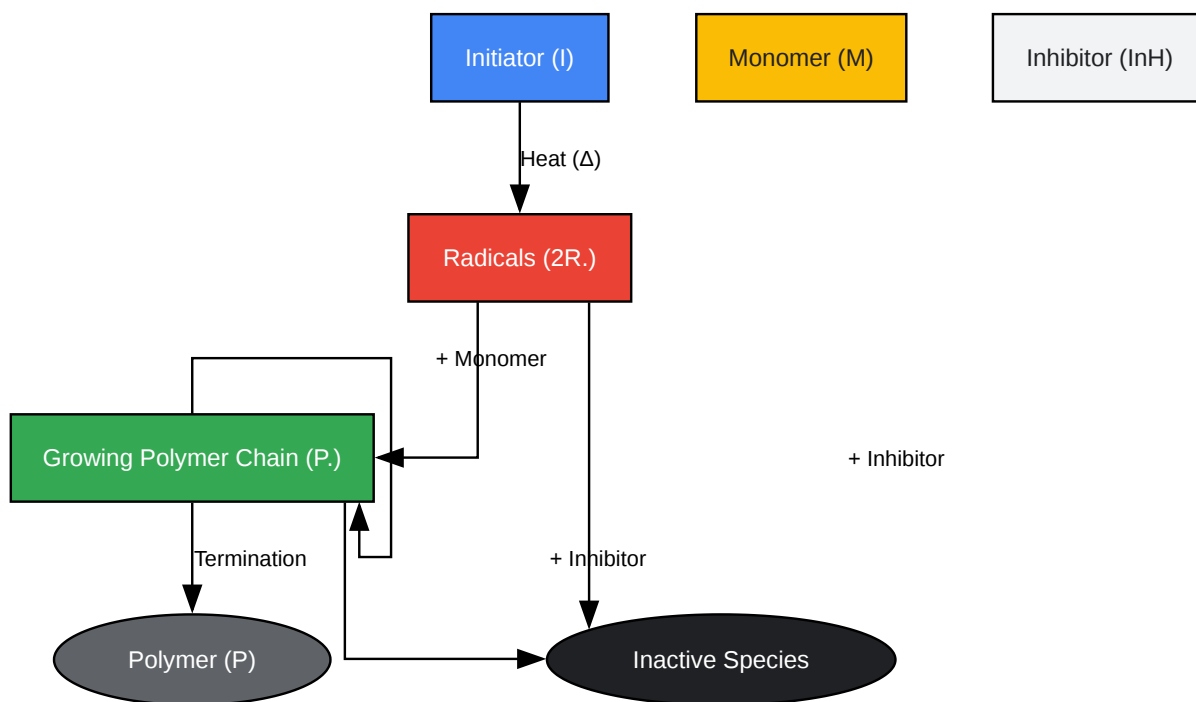 Initiator (I)
Monomer (M)
Inhibitor (InH)
Heat (Δ)
Radicals (2R.)
+ Monomer
Growing Polymer Chain (P.)
+ Inhibitor
Termination
+ Inhibitor
Polymer (P)
Inactive Species